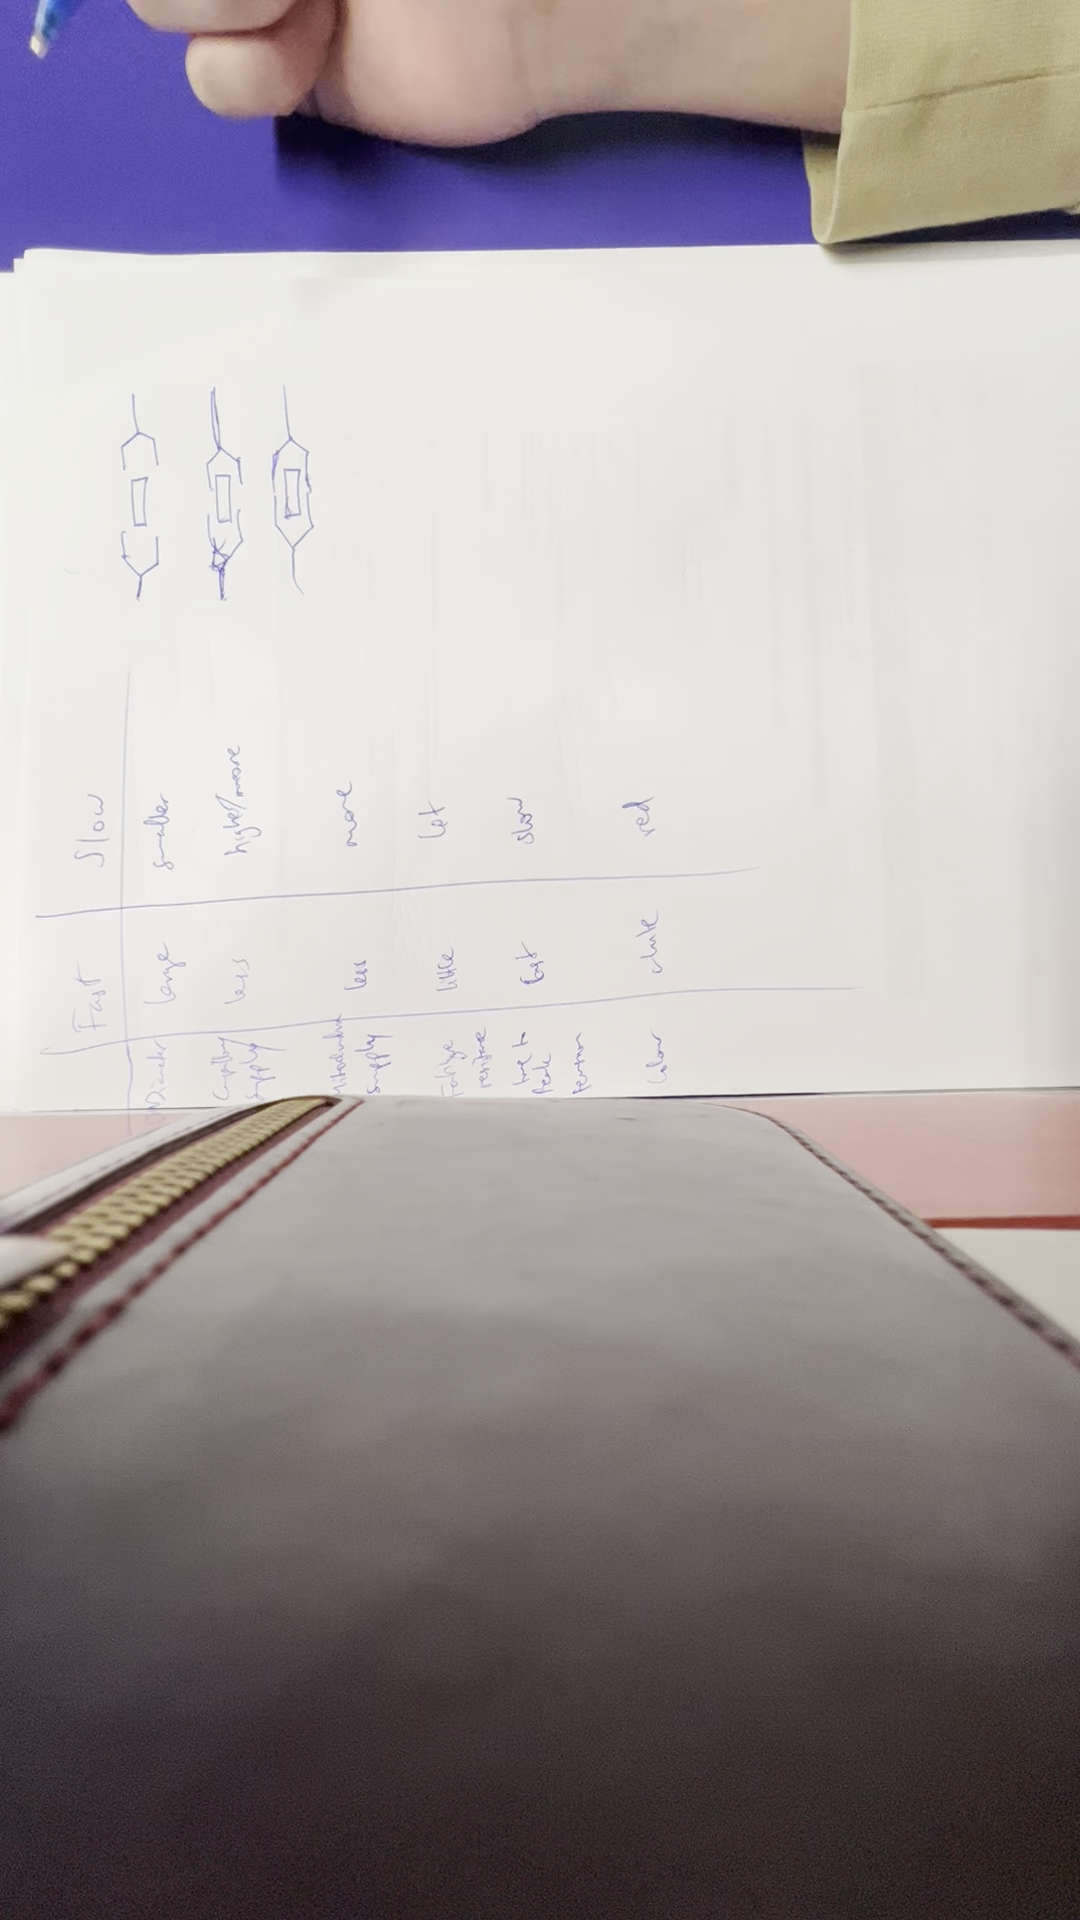 Fast Slow
Diameter Large smaller
Capillary
supply less higher/more
Mitochondria
supply less more
Fatigue
resistance little lot
time to
Peak
tension fast slow
Colour white red